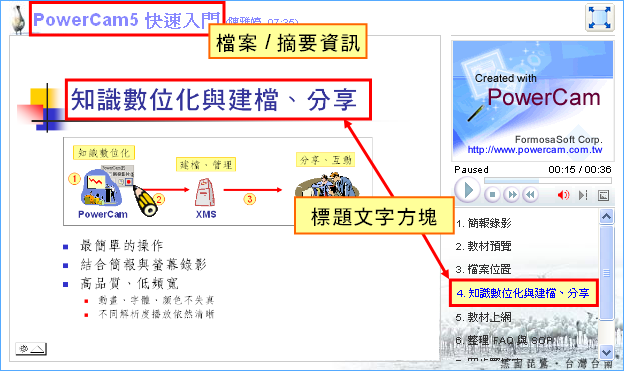 PowerCam5 快速入門 (陳雅婷, 07:35)
檔案 / 摘要資訊
知識數位化與建檔、分享
知識數位化
PowerCam5
建檔、管理
分享、互動
1
2
3
PowerCam
XMS
標題文字方塊
最簡單的操作
結合簡報與螢幕錄影
高品質、低頻寬
動畫、字體、顏色不失真
不同解析度播放依然清晰
Created with
PowerCam
FormosaSoft Corp.
http://www.powercam.com.tw
Paused
00:15 / 00:36
1. 簡報錄影
2. 教材預覽
3. 檔案位置
4. 知識數位化與建檔、分享
5. 教材上網
6. 整理 FAQ 與 SOP
黑面琵鷺・台灣台南